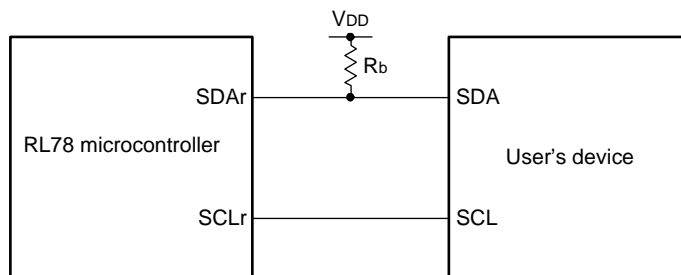 VDD
Rb
SDAr
SDA
RL78 microcontroller
User's device
SCLr
SCL